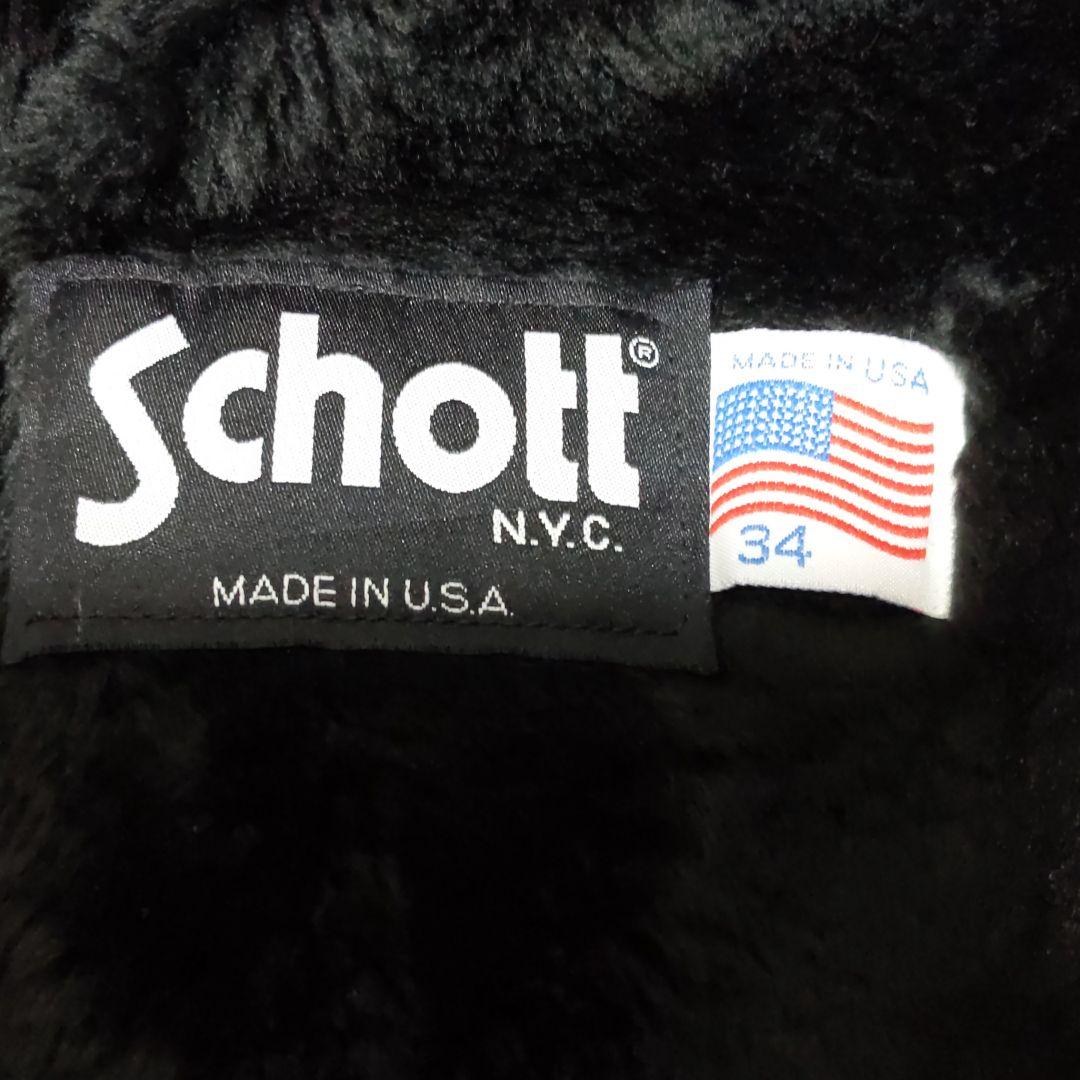 Schott®
N.Y.C.
MADE IN U.S.A.
MADE IN USA
34